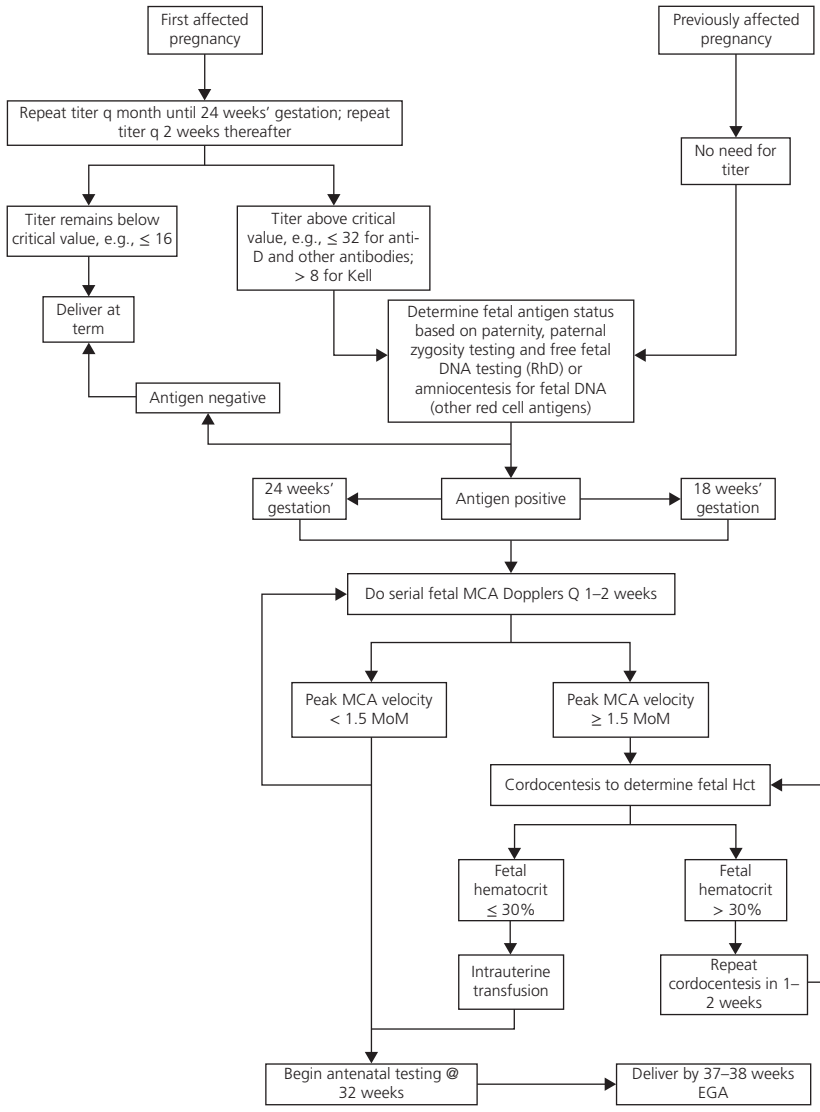 First affected
pregnancy
Previously affected
pregnancy
Repeat titer q month until 24 weeks’ gestation; repeat
titer q 2 weeks thereafter
No need for
titer
Titer remains below
critical value, e.g., ≤ 16
Titer above critical
value, e.g., ≤ 32 for anti-
D and other antibodies;
> 8 for Kell
Deliver at
term
Determine fetal antigen status
based on paternity, paternal
zygosity testing and free fetal
DNA testing (RhD) or
amniocentesis for fetal DNA
(other red cell antigens)
Antigen negative
24 weeks’
gestation
Antigen positive
18 weeks’
gestation
Do serial fetal MCA Dopplers Q 1–2 weeks
Peak MCA velocity
< 1.5 MoM
Peak MCA velocity
≥ 1.5 MoM
Cordocentesis to determine fetal Hct
Fetal
hematocrit
≤ 30%
Fetal
hematocrit
> 30%
Intrauterine
transfusion
Repeat
cordocentesis in 1–
2 weeks
Begin antenatal testing @
32 weeks
Deliver by 37–38 weeks
EGA